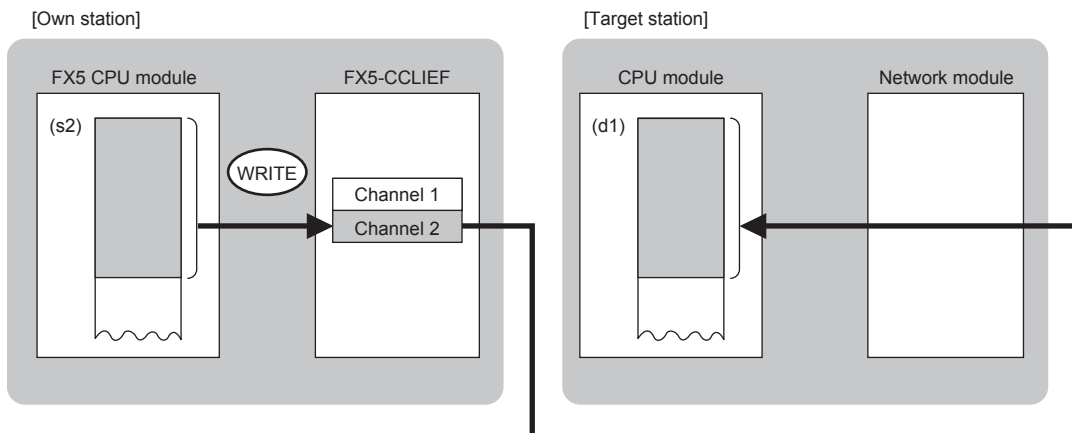 [Own station]
[Target station]
FX5 CPU module
FX5-CCLIEF
CPU module
Network module
(s2)
(d1)
WRITE
Channel 1
Channel 2